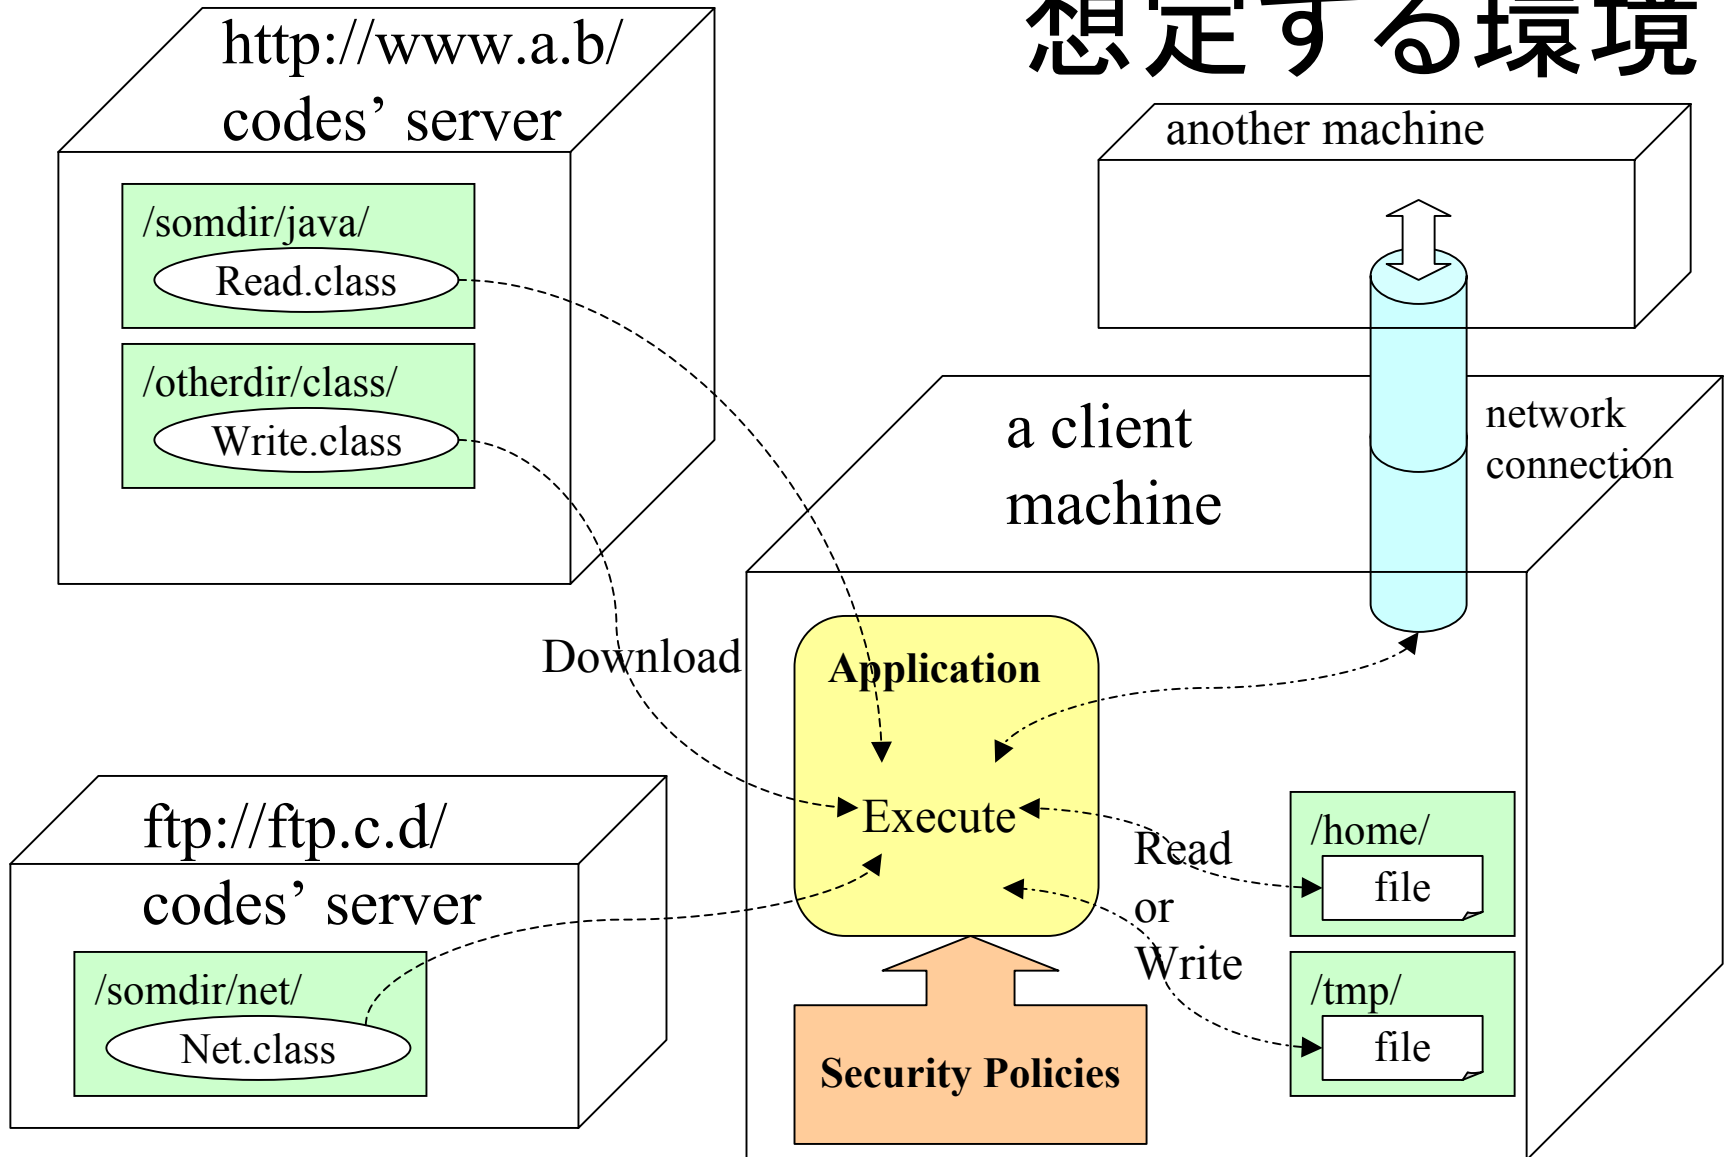 想定する環境
http://www.a.b/
codes’ server
/somdir/java/
Read.class
/otherdir/class/
Write.class
another machine
network
connection
a client
machine
Download
Application
Execute
Read
or
Write
/home/
file
/tmp/
file
Security Policies
ftp://ftp.c.d/
codes’ server
/somdir/net/
Net.class